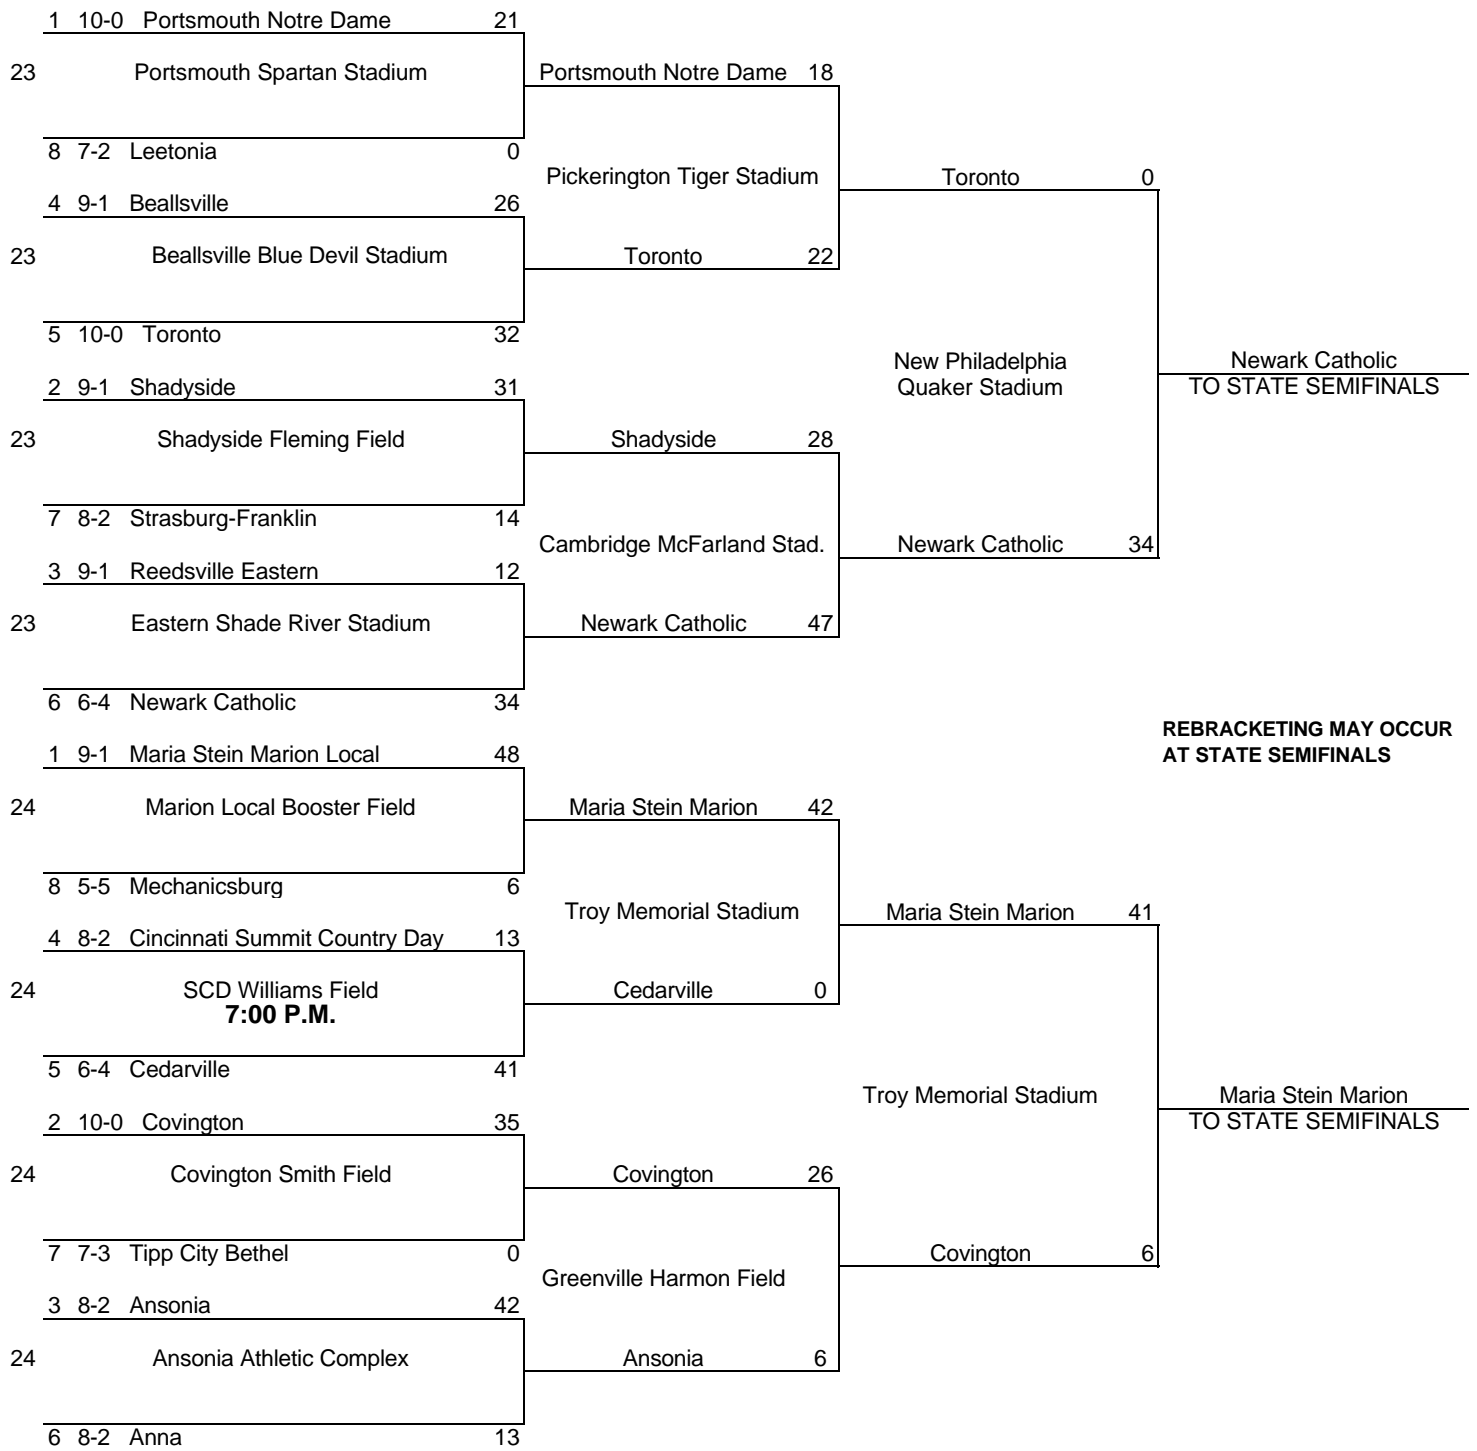 1 10-0 Portsmouth Notre Dame 21
23 Portsmouth Spartan Stadium Portsmouth Notre Dame 18
8 7-2 Leetonia 0
Pickerington Tiger Stadium Toronto 0
4 9-1 Beallsville 26
23 Beallsville Blue Devil Stadium Toronto 22
5 10-0 Toronto 32
New Philadelphia Newark Catholic
2 9-1 Shadyside 31 Quaker Stadium TO STATE SEMIFINALS
23 Shadyside Fleming Field Shadyside 28
7 8-2 Strasburg-Franklin 14
Cambridge McFarland Stad. Newark Catholic 34
3 9-1 Reedsville Eastern 12
23 Eastern Shade River Stadium Newark Catholic 47
6 6-4 Newark Catholic 34
REBRACKETING MAY OCCUR
1 9-1 Maria Stein Marion Local 48 AT STATE SEMIFINALS
24 Marion Local Booster Field Maria Stein Marion 42
8 5-5 Mechanicsburg 6
Troy Memorial Stadium Maria Stein Marion 41
4 8-2 Cincinnati Summit Country Day 13
24 SCD Williams Field Cedarville 0
7:00 P.M.
5 6-4 Cedarville 41
Troy Memorial Stadium Maria Stein Marion
2 10-0 Covington 35 TO STATE SEMIFINALS
24 Covington Smith Field Covington 26
7 7-3 Tipp City Bethel 0 Covington 6
Greenville Harmon Field
3 8-2 Ansonia 42
24 Ansonia Athletic Complex Ansonia 6
6 8-2 Anna 13